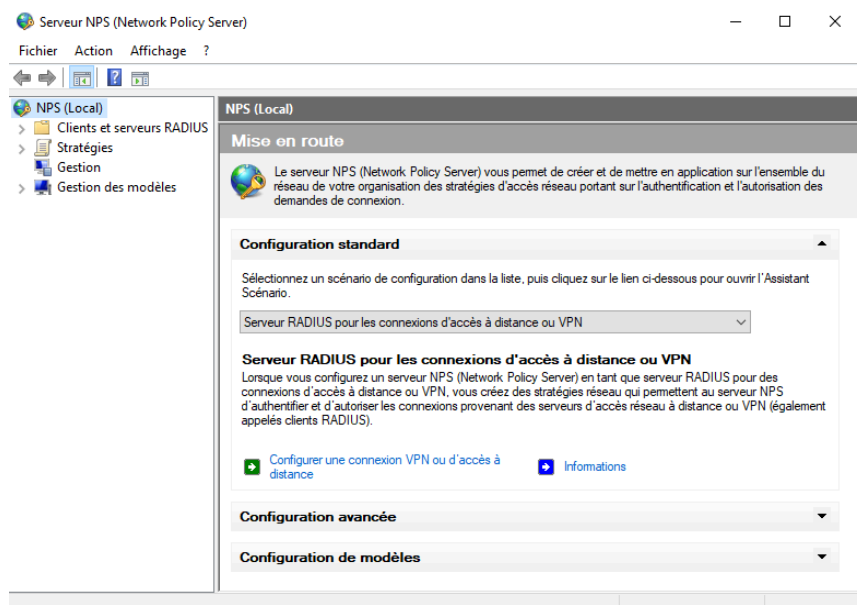 Serveur NPS (Network Policy Server)
Fichier Action Affichage ?
NPS (Local)
Clients et serveurs RADIUS
Stratégies
Gestion
Gestion des modèles
NPS (Local)
Mise en route
Le serveur NPS (Network Policy Server) vous permet de créer et de mettre en application sur l'ensemble du
réseau de votre organisation des stratégies d'accès réseau portant sur l'authentification et l'autorisation des
demandes de connexion.
Configuration standard
Sélectionnez un scénario de configuration dans la liste, puis cliquez sur le lien ci-dessous pour ouvrir l'Assistant
Scénario.
Serveur RADIUS pour les connexions d'accès à distance ou VPN
Serveur RADIUS pour les connexions d'accès à distance ou VPN
Lorsque vous configurez un serveur NPS (Network Policy Server) en tant que serveur RADIUS pour des
connexions d'accès à distance ou VPN, vous créez des stratégies réseau qui permettent au serveur NPS
d'authentifier et d'autoriser les connexions provenant des serveurs d'accès réseau à distance ou VPN (également
appelés clients RADIUS).
Configurer une connexion VPN ou d'accès à
distance
Informations
Configuration avancée
Configuration de modèles